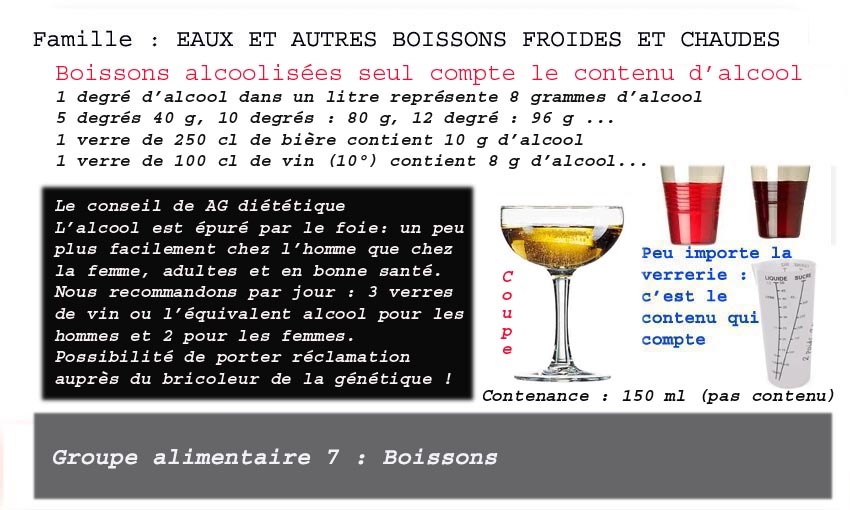 Famille : EAUX ET AUTRES BOISSONS FROIDES ET CHAUDES
Boissons alcoolisées seul compte le contenu d’alcool
1 degré d’alcool dans un litre représente 8 grammes d’alcool
5 degrés 40 g, 10 degrés : 80 g, 12 degré : 96 g ...
1 verre de 250 cl de bière contient 10 g d’alcool
1 verre de 100 cl de vin (10°) contient 8 g d’alcool...
Le conseil de AG diététique
L’alcool est épuré par le foie: un peu
plus facilement chez l’homme que chez
la femme, adultes et en bonne santé.
Nous recommandons par jour : 3 verres
de vin ou l’équivalent alcool pour les
hommes et 2 pour les femmes.
Possibilité de porter réclamation
auprès du bricoleur de la génétique !
Coupe
Peu importe la
verrerie :
c’est le
contenu qui
compte
LIQUIDE SUCRE
Contenance : 150 ml (pas contenu)
Groupe alimentaire 7 : Boissons